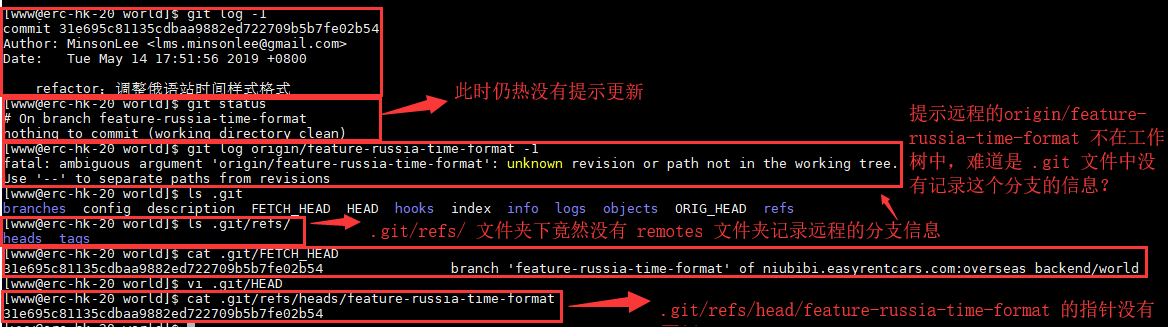 [www@erc-hk-20 world]$ git log -1
commit 31e695c81135cdbaa9882ed722709b5b7fe02b54
Author: MinsonLee <lms.minsonlee@gmail.com>
Date:   Tue May 14 17:51:56 2019 +0800
refactor: 调整俄语站时间样式格式
[www@erc-hk-20 world]$ git status
# On branch feature-russia-time-format
nothing to commit (working directory clean)
此时仍热没有提示更新
[www@erc-hk-20 world]$ git log origin/feature-russia-time-format -1
fatal: ambiguous argument 'origin/feature-russia-time-format': unknown revision or path not in the working tree.
Use '--' to separate paths from revisions
提示远程的origin/feature-
russia-time-format 不在工作
树中，难道是 .git 文件中没
有记录这个分支的信息?
[www@erc-hk-20 world]$ ls .git
branches  config  description  FETCH_HEAD  HEAD  hooks  index  info  logs  objects  ORIG_HEAD  refs
[www@erc-hk-20 world]$ ls .git/refs/
heads  tags
.git/refs/ 文件夹下竟然没有 remotes 文件夹记录远程的分支信息
[www@erc-hk-20 world]$ cat .git/FETCH_HEAD
31e695c81135cdbaa9882ed722709b5b7fe02b54                branch 'feature-russia-time-format' of niubibi.easyrentcars.com:overseas_backend/world
[www@erc-hk-20 world]$ vi .git/HEAD
[www@erc-hk-20 world]$ cat .git/refs/heads/feature-russia-time-format
31e695c81135cdbaa9882ed722709b5b7fe02b54
.git/refs/head/feature-russia-time-format 的指针没有
[www@erc-hk-20 world]$